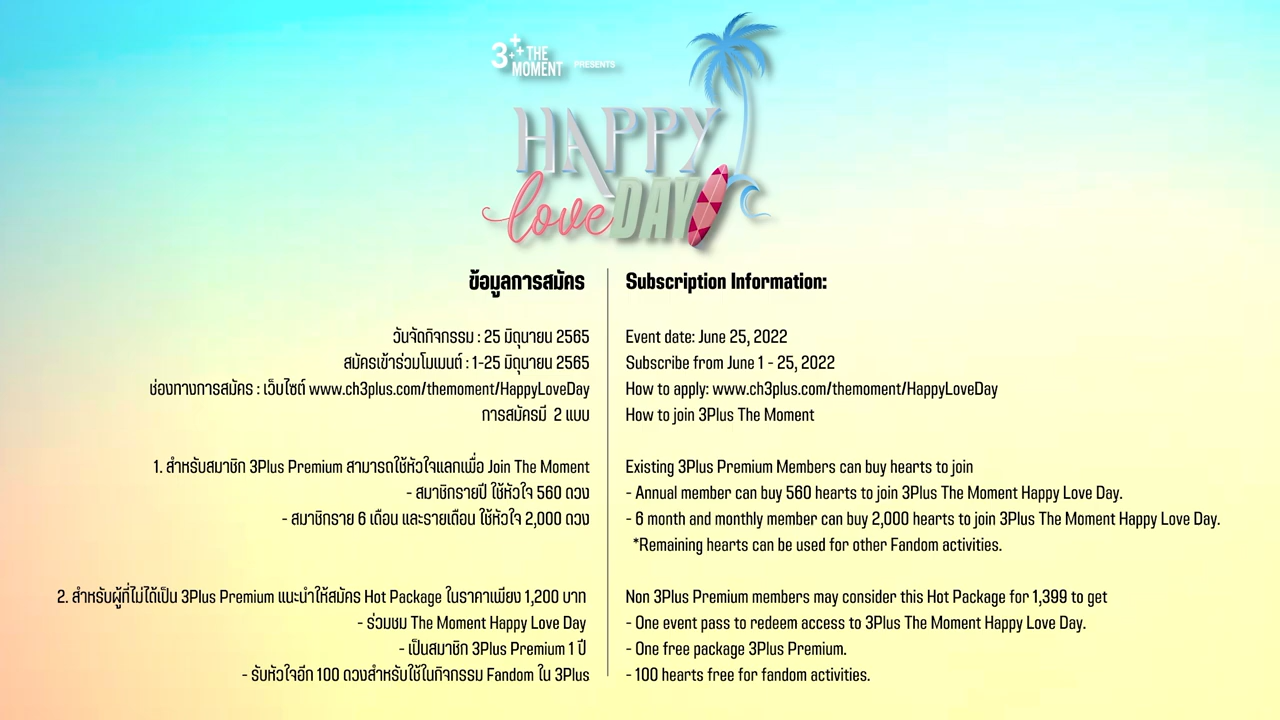 3++ THE
MOMENT PRESENTS
HAPPY
love DAY
ข้อมูลการสมัคร
วันจัดกิจกรรม : 25 มิถุนายน 2565
สมัครเข้าร่วมโมเมนต์ : 1-25 มิถุนายน 2565
ช่องทางการสมัคร : เว็บไซต์ www.ch3plus.com/themoment/HappyLoveDay
การสมัครมี 2 แบบ
1. สำหรับสมาชิก 3Plus Premium สามารถใช้หัวใจแลกเพื่อ Join The Moment
- สมาชิกรายปี ใช้หัวใจ 560 ดวง
- สมาชิกราย 6 เดือน และรายเดือน ใช้หัวใจ 2,000 ดวง
2. สำหรับผู้ที่ไม่ได้เป็น 3Plus Premium แนะนำให้สมัคร Hot Package ในราคาเพียง 1,200 บาท
- ร่วมชม The Moment Happy Love Day
- เป็นสมาชิก 3Plus Premium 1 ปี
- รับหัวใจอีก 100 ดวงสำหรับใช้ในกิจกรรม Fandom ใน 3Plus
Subscription Information:
Event date: June 25, 2022
Subscribe from June 1 - 25, 2022
How to apply: www.ch3plus.com/themoment/HappyLoveDay
How to join 3Plus The Moment
Existing 3Plus Premium Members can buy hearts to join
- Annual member can buy 560 hearts to join 3Plus The Moment Happy Love Day.
- 6 month and monthly member can buy 2,000 hearts to join 3Plus The Moment Happy Love Day.
*Remaining hearts can be used for other Fandom activities.
Non 3Plus Premium members may consider this Hot Package for 1,399 to get
- One event pass to redeem access to 3Plus The Moment Happy Love Day.
- One free package 3Plus Premium.
- 100 hearts free for fandom activities.